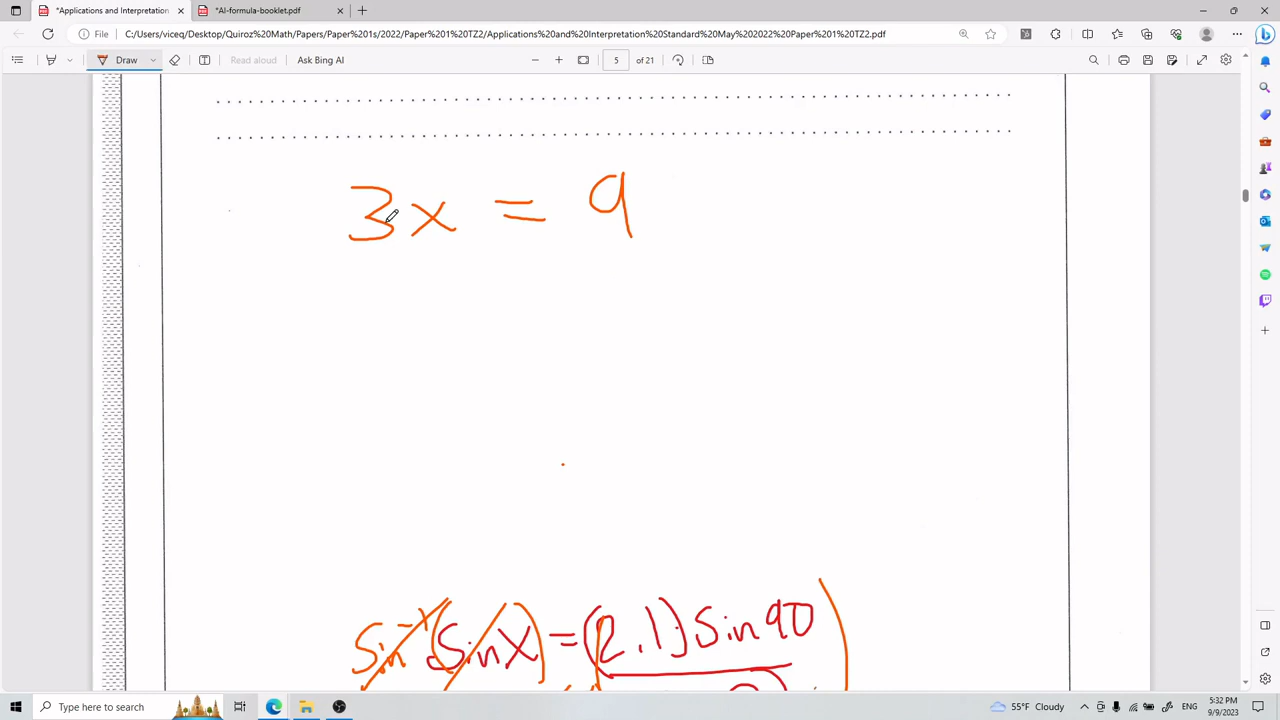 *Applications and Interpretation
*AI-formula-booklet.pdf
File
C:/Users/viceq/Desktop/Quiroz%20Math/Papers/Paper%201s/2022/Paper%201%20TZ2/Applications%20and%20Interpretation%20Standard%20May%202022%20Paper%201%20TZ2.pdf
Draw
Read aloud
Ask Bing AI
5
of 21
3x = 9
sin⁻¹(sin x) = (2.1) sin 90
Type here to search
55°F Cloudy
ENG
5:32 PM
9/9/2023